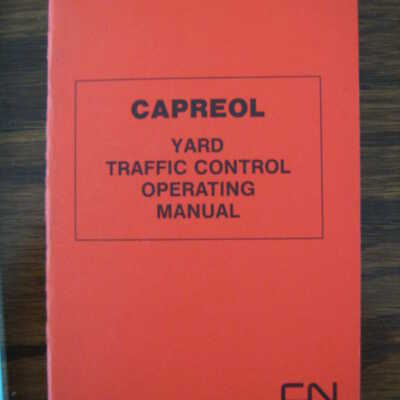 CAPREOL
YARD
TRAFFIC CONTROL
OPERATING
MANUAL
CN